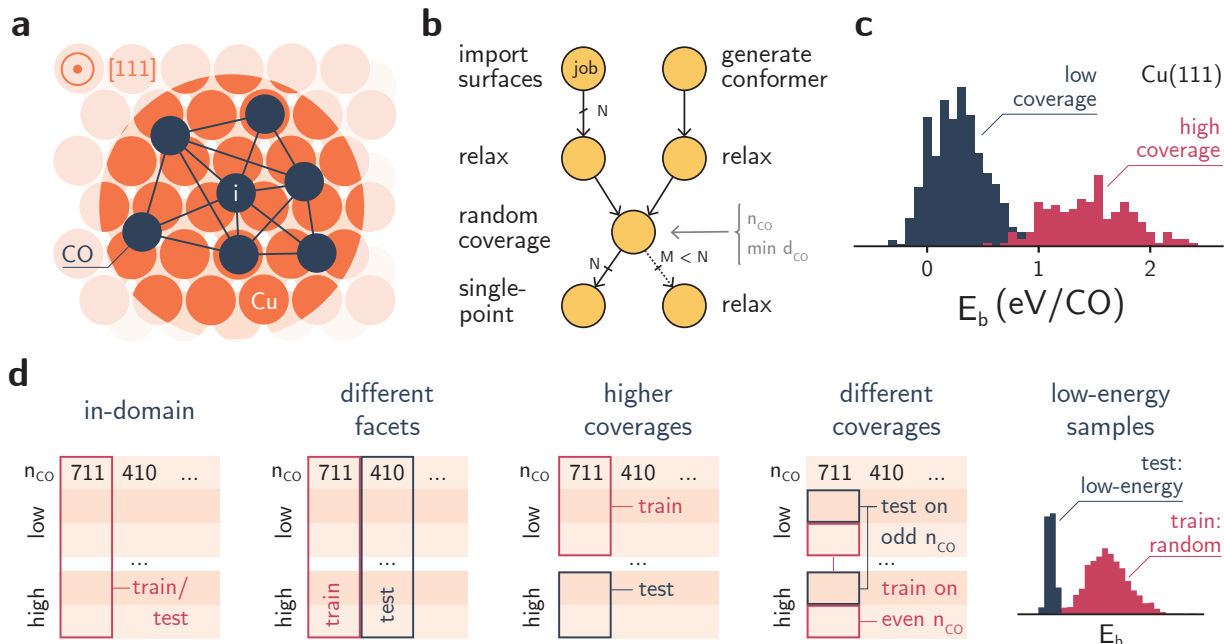 a
[111]
i
CO
Cu
b
import
surfaces
job
generate
conformer
N
relax
relax
random
coverage
n_CO
min d_CO
N
M < N
single-
point
relax
c
low
coverage
Cu(111)
high
coverage
0
1
2
E_b (eV/CO)
d
in-domain
n_CO
711 410 ...
low
...
high
train/
test
different
facets
711 410 ...
...
train
test
higher
coverages
n_CO
711 410 ...
low
train
...
high
test
different
coverages
n_CO
711 410 ...
low
test on
odd n_CO
...
high
train on
even n_CO
low-energy
samples
test:
low-energy
train:
random
E_b